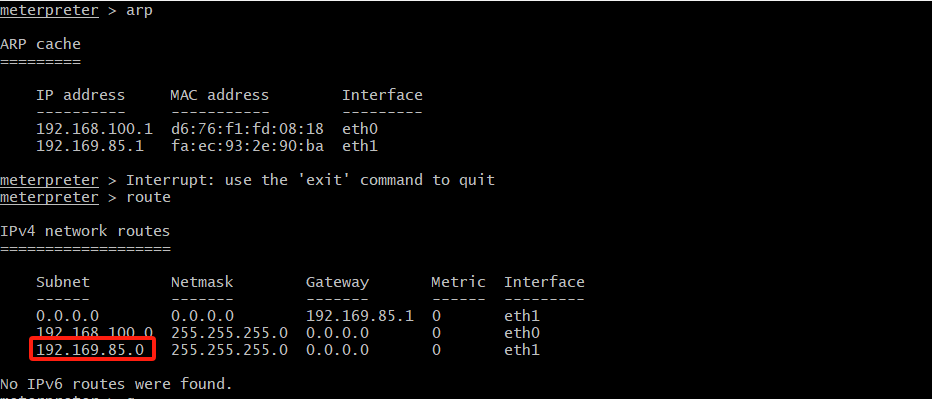 meterpreter > arp
ARP cache
=========
IP address MAC address Interface
---------- ----------- ---------
192.168.100.1 d6:76:f1:fd:08:18 eth0
192.169.85.1 fa:ec:93:2e:90:ba eth1
meterpreter > Interrupt: use the 'exit' command to quit
meterpreter > route
IPv4 network routes
===================
Subnet Netmask Gateway Metric Interface
------ ------- ------- ------ ---------
0.0.0.0 0.0.0.0 192.169.85.1 0 eth1
192.168.100.0 255.255.255.0 0.0.0.0 0 eth0
192.169.85.0 255.255.255.0 0.0.0.0 0 eth1
No IPv6 routes were found.